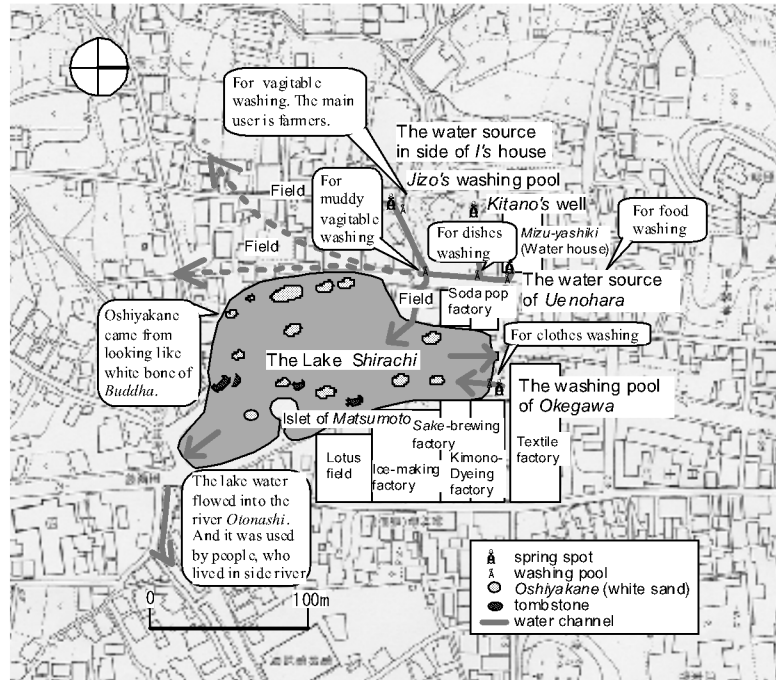 For vagitable
washing. The main
user is farmers.
The water source
in side of I's house
Jizo's washing pool
Field
For
muddy
vagitable
washing
Kitano's well
For dishes
washing
Mizu-yashiki
(Water house)
For food
washing
Field
The water source
of Uenohara
Field
Soda pop
factory
Oshiyakane
came from
looking like
white bone of
Buddha.
For clothes washing
The Lake Shirachi
The washing pool
of Okegawa
Islet of Matsumoto
Sake-brewing
factory
Lotus
field
Ice-making
factory
Kimono-
Dyeing
factory
Textile
factory
The lake water
flowed into the
river Otonashi.
And it was used
by people, who
lived in side river
0
100m
spring spot
washing pool
Oshiyakane (white sand)
tombstone
water channel